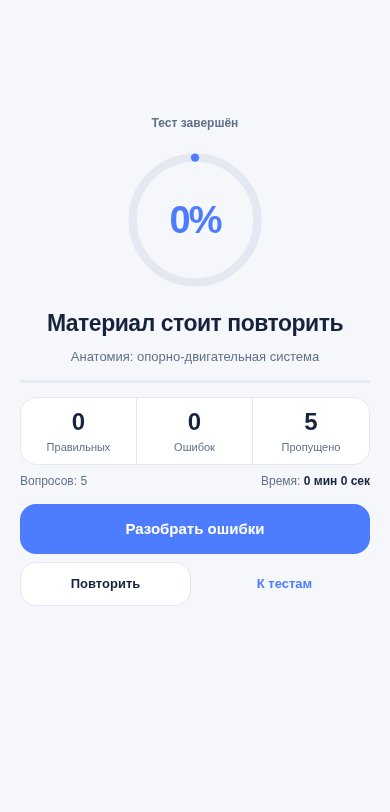 Тест завершён
0%
Материал стоит повторить
Анатомия: опорно-двигательная система
0 0 5
Правильных Ошибок Пропущено
Вопросов: 5 Время: 0 мин 0 сек
Разобрать ошибки
Повторить К тестам